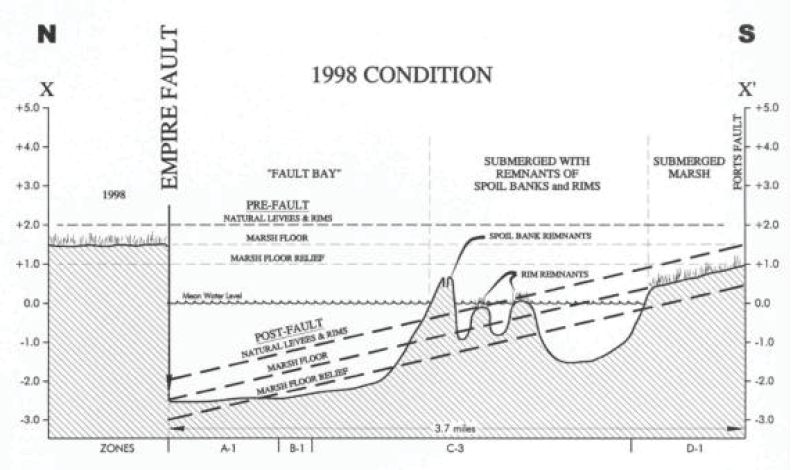 N
S
1998 CONDITION
X
X'
EMPIRE FAULT
FORTS FAULT
+5.0
+4.0
+3.0
+2.0
+1.0
0.0
-1.0
-2.0
-3.0
+5.0
+4.0
+3.0
+2.0
+1.0
0.0
-1.0
-2.0
-3.0
1998
"FAULT BAY"
SUBMERGED WITH
REMNANTS OF
SPOIL BANKS and RIMS
SUBMERGED
MARSH
PRE-FAULT
NATURAL LEVEES & RIMS
MARSH FLOOR
MARSH FLOOR RELIEF
SPOIL BANK REMNANTS
RIM REMNANTS
Mean Water Level
POST-FAULT
NATURAL LEVEES & RIMS
MARSH FLOOR
MARSH FLOOR RELIEF
3.7 miles
ZONES
A-1
B-1
C-3
D-1